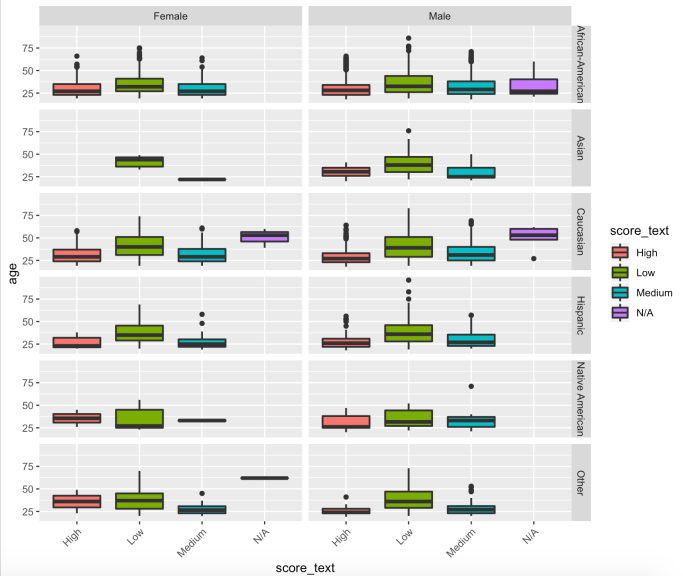 Female
Male
75
50
25
African-American
75
50
25
Asian
75
50
25
Caucasian
75
50
25
Hispanic
75
50
25
Native American
75
50
25
Other
age
High
Low
Medium
N/A
High
Low
Medium
N/A
score_text
score_text
High
Low
Medium
N/A